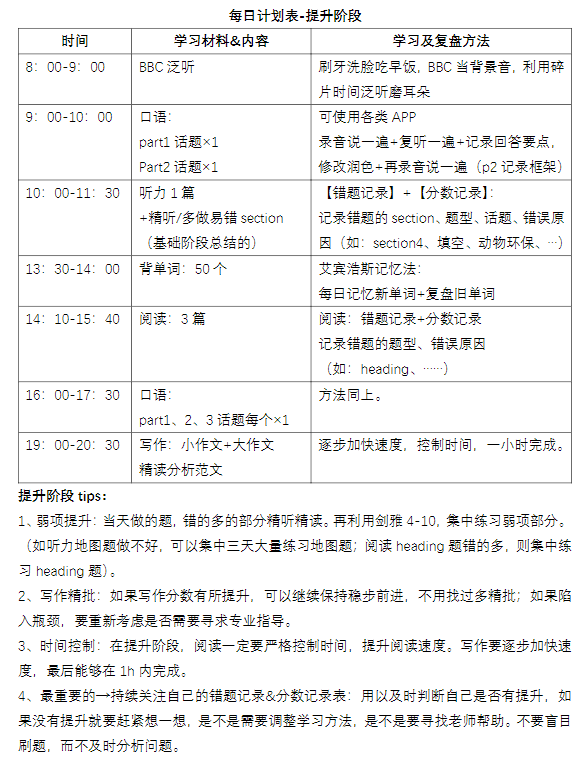 每日计划表-提升阶段
时间 学习材料&内容 学习及复盘方法
8：00-9：00 BBC 泛听 刷牙洗脸吃早饭，BBC 当背景音，利用碎
片时间泛听磨耳朵
9：00-10：00 口语： 可使用各类 APP
part1 话题×1 录音说一遍+复听一遍+记录回答要点，
Part2 话题×1 修改润色+再录音说一遍（p2 记录框架）
10：00-11：30 听力 1 篇 【错题记录】+【分数记录】：
+精听/多做易错 section 记录错题的 section、题型、话题、错误原
（基础阶段总结的） 因（如：section4、填空、动物环保、…）
13：30-14：00 背单词：50 个 艾宾浩斯记忆法：
每日记忆新单词+复盘旧单词
14：10-15：40 阅读：3 篇 阅读：错题记录+分数记录
记录错题的题型、错误原因
（如：heading、……）
16：00-17：30 口语： 方法同上。
part1、2、3 话题每个×1
19：00-20：30 写作：小作文+大作文 逐步加快速度，控制时间，一小时完成。
精读分析范文
提升阶段 tips：
1、弱项提升：当天做的题，错的多的部分精听精读。再利用剑雅 4-10，集中练习弱项部分。
（如听力地图题做不好，可以集中三天大量练习地图题；阅读 heading 题错的多，则集中练
习 heading 题）。
2、写作精批：如果写作分数有所提升，可以继续保持稳步前进，不用找过多精批；如果陷
入瓶颈，要重新考虑是否需要寻求专业指导。
3、时间控制：在提升阶段，阅读一定要严格控制时间，提升阅读速度。写作要逐步加快速
度，最后能够在 1h 内完成。
4、最重要的→持续关注自己的错题记录&分数记录表：用以及时判断自己是否有提升，如
果没有提升就要赶紧想一想，是不是需要调整学习方法，是不是要寻找老师帮助。不要盲目
刷题，而不及时分析问题。